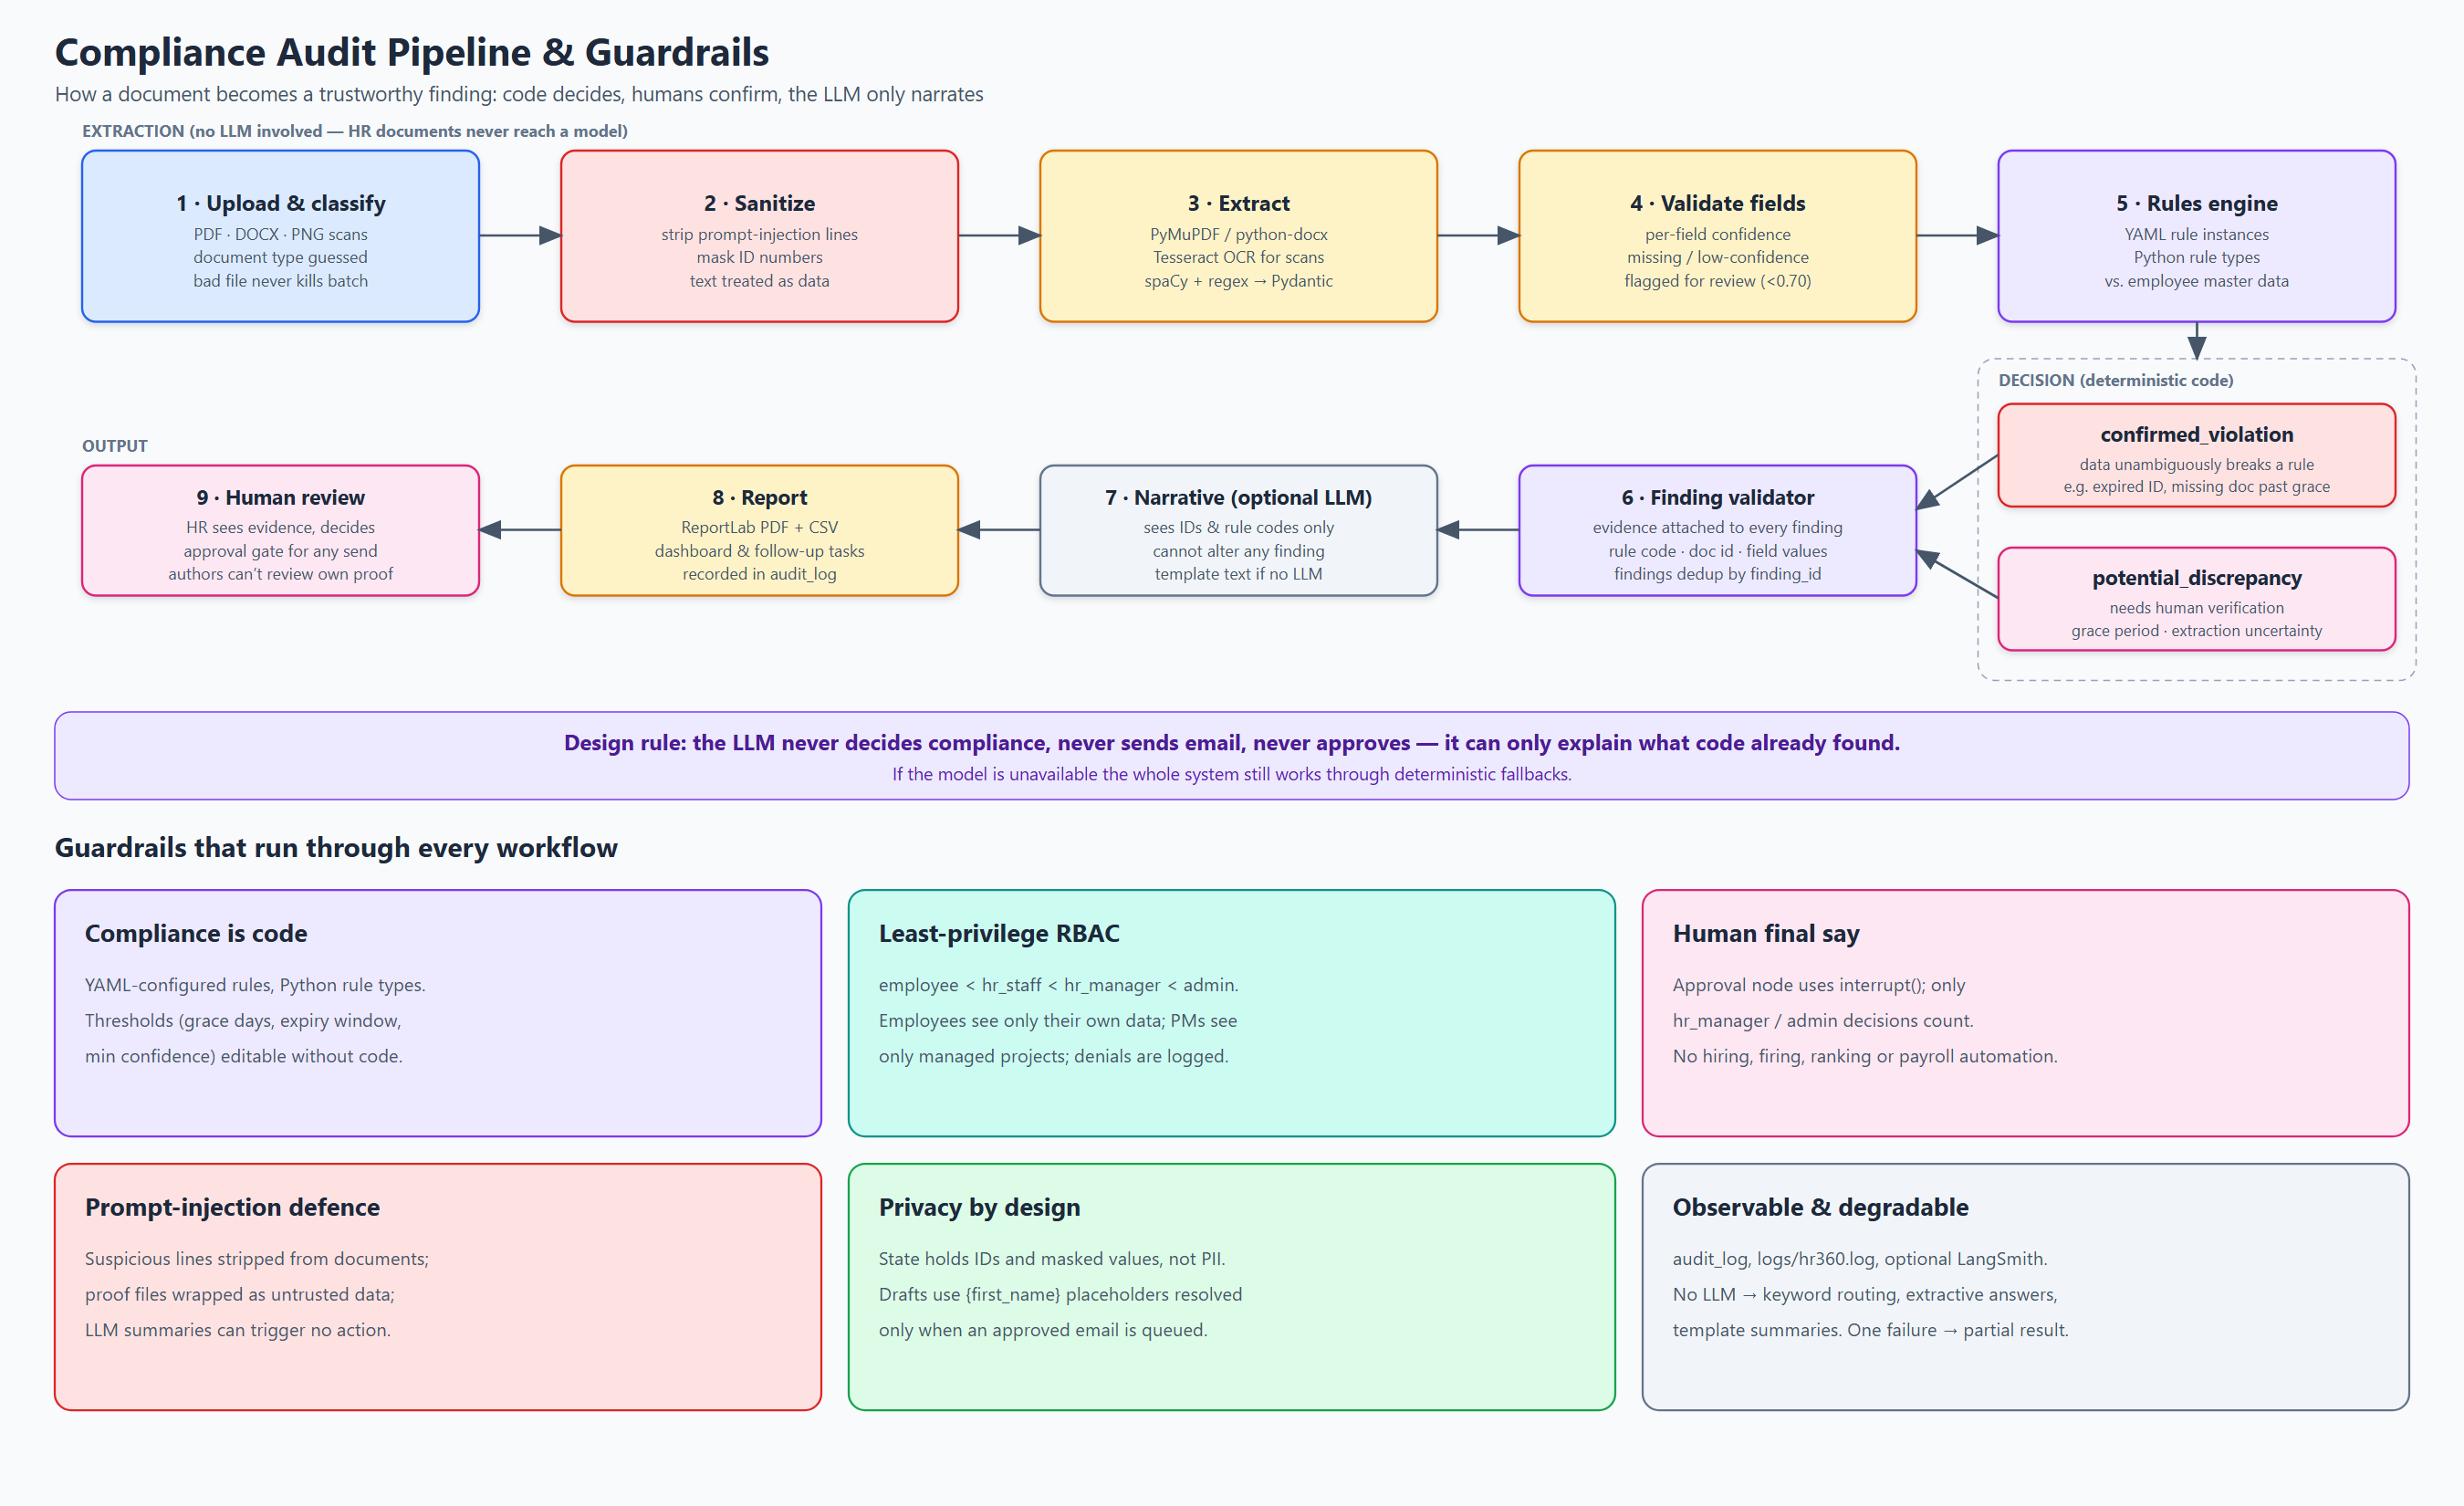 Compliance Audit Pipeline & Guardrails
How a document becomes a trustworthy finding: code decides, humans confirm, the LLM only narrates
EXTRACTION (no LLM involved — HR documents never reach a model)
1 · Upload & classify
PDF · DOCX · PNG scans
document type guessed
bad file never kills batch
2 · Sanitize
strip prompt-injection lines
mask ID numbers
text treated as data
3 · Extract
PyMuPDF / python-docx
Tesseract OCR for scans
spaCy + regex → Pydantic
4 · Validate fields
per-field confidence
missing / low-confidence
flagged for review (<0.70)
5 · Rules engine
YAML rule instances
Python rule types
vs. employee master data
DECISION (deterministic code)
confirmed_violation
data unambiguously breaks a rule
e.g. expired ID, missing doc past grace
potential_discrepancy
needs human verification
grace period · extraction uncertainty
OUTPUT
9 · Human review
HR sees evidence, decides
approval gate for any send
authors can't review own proof
8 · Report
ReportLab PDF + CSV
dashboard & follow-up tasks
recorded in audit_log
7 · Narrative (optional LLM)
sees IDs & rule codes only
cannot alter any finding
template text if no LLM
6 · Finding validator
evidence attached to every finding
rule code · doc id · field values
findings dedup by finding_id
Design rule: the LLM never decides compliance, never sends email, never approves — it can only explain what code already found.
If the model is unavailable the whole system still works through deterministic fallbacks.
Guardrails that run through every workflow
Compliance is code
YAML-configured rules, Python rule types.
Thresholds (grace days, expiry window,
min confidence) editable without code.
Least-privilege RBAC
employee < hr_staff < hr_manager < admin.
Employees see only their own data; PMs see
only managed projects; denials are logged.
Human final say
Approval node uses interrupt(); only
hr_manager / admin decisions count.
No hiring, firing, ranking or payroll automation.
Prompt-injection defence
Suspicious lines stripped from documents;
proof files wrapped as untrusted data;
LLM summaries can trigger no action.
Privacy by design
State holds IDs and masked values, not PII.
Drafts use {first_name} placeholders resolved
only when an approved email is queued.
Observable & degradable
audit_log, logs/hr360.log, optional LangSmith.
No LLM → keyword routing, extractive answers,
template summaries. One failure → partial result.